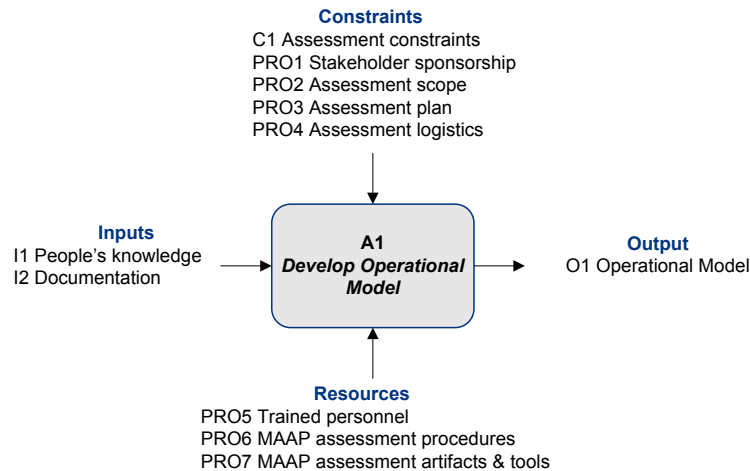 Constraints
C1 Assessment constraints
PRO1 Stakeholder sponsorship
PRO2 Assessment scope
PRO3 Assessment plan
PRO4 Assessment logistics
Inputs
I1 People’s knowledge
I2 Documentation
A1
Develop Operational
Model
Output
O1 Operational Model
Resources
PRO5 Trained personnel
PRO6 MAAP assessment procedures
PRO7 MAAP assessment artifacts & tools